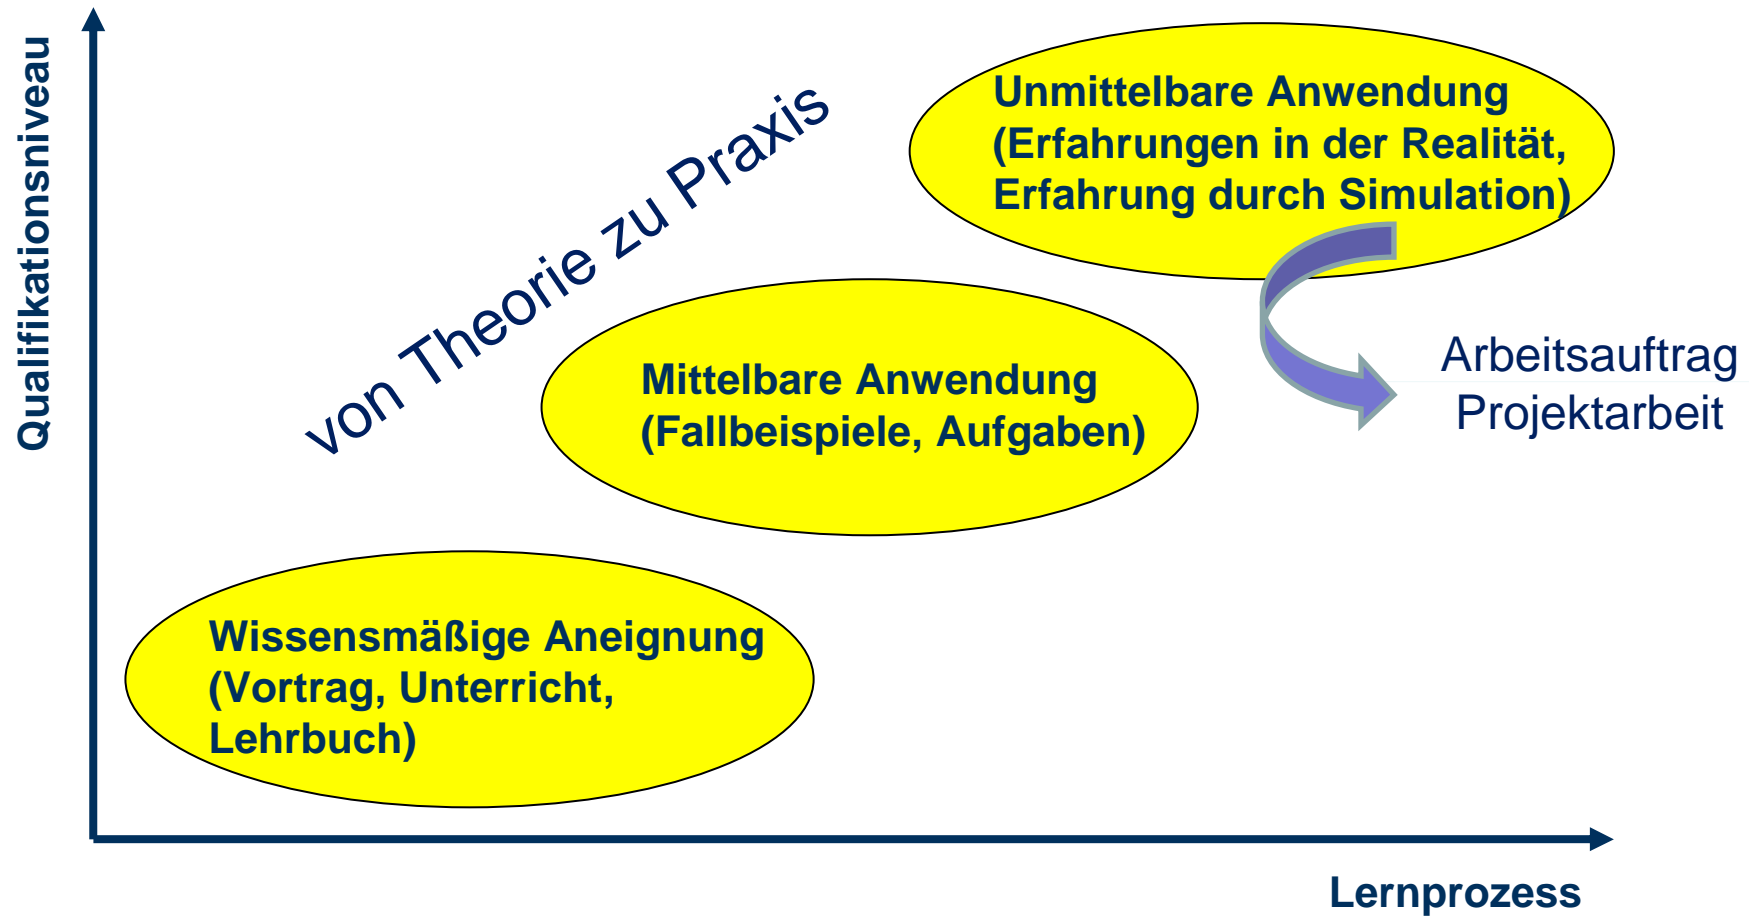 Qualifikationsniveau
von Theorie zu Praxis
Unmittelbare Anwendung
(Erfahrungen in der Realität,
Erfahrung durch Simulation)
Mittelbare Anwendung
(Fallbeispiele, Aufgaben)
Arbeitsauftrag
Projektarbeit
Wissensmäßige Aneignung
(Vortrag, Unterricht,
Lehrbuch)
Lernprozess